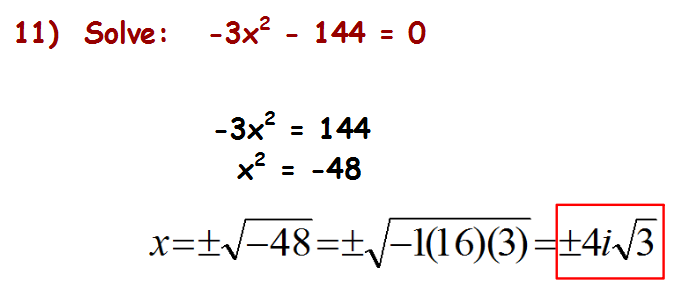 11) Solve: -3x² - 144 = 0
-3x² = 144
x² = -48
x=±√−48=±√−1(16)(3)=±4i√3